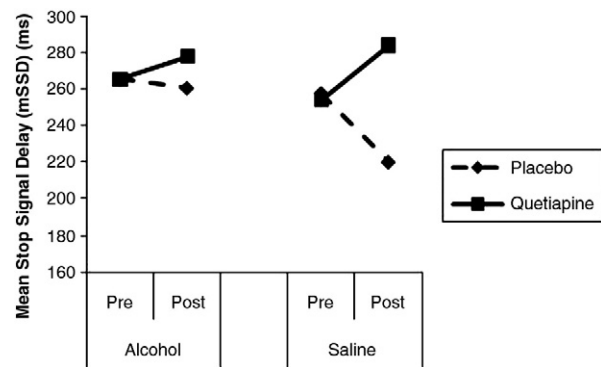 Mean Stop Signal Delay (mSSD) (ms)
300
280
260
240
220
200
180
160
Pre Post Pre Post
Alcohol Saline
Placebo
Quetiapine